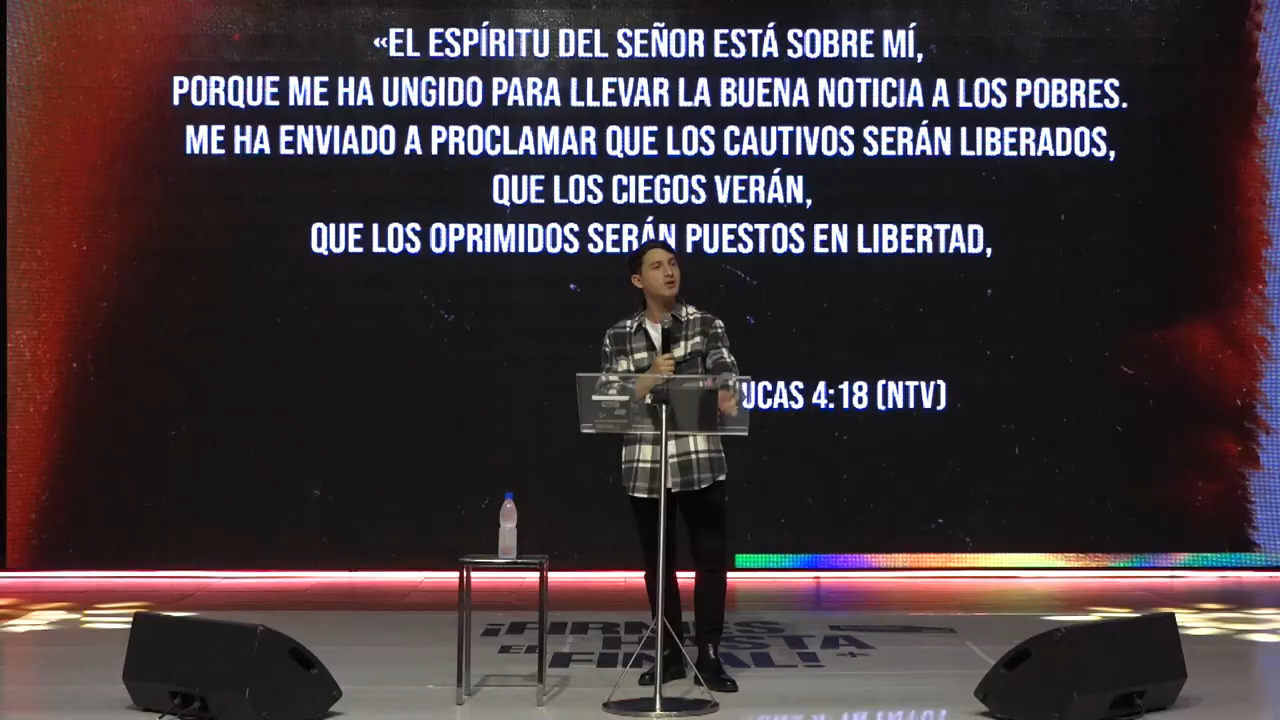 «EL ESPÍRITU DEL SEÑOR ESTÁ SOBRE MÍ,
PORQUE ME HA UNGIDO PARA LLEVAR LA BUENA NOTICIA A LOS POBRES.
ME HA ENVIADO A PROCLAMAR QUE LOS CAUTIVOS SERÁN LIBERADOS,
QUE LOS CIEGOS VERÁN,
QUE LOS OPRIMIDOS SERÁN PUESTOS EN LIBERTAD,
UCAS 4:18 (NTV)
¡FIRMES
HASTA
EL
FINAL!